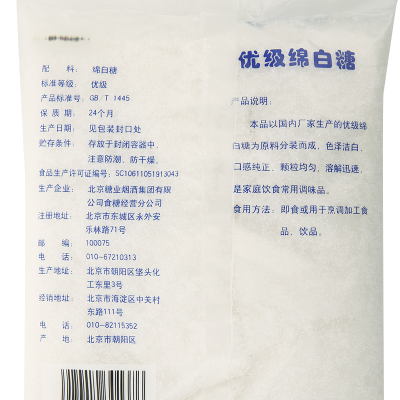 优级绵白糖
配 料: 绵白糖
标准等级: 优级
产品标准号: GB/T 1445
保 质 期: 24个月
生产日期: 见包装封口处
贮存条件: 存放于封闭容器中,
注意防潮、防干燥。
食品生产许可证编号: SC10611051913043
生产企业: 北京糖业烟酒集团有限
公司食糖经营分公司
注册地址: 北京市东城区永外安
乐林路71号
邮 编: 100075
电 话: 010-67210313
生产地址: 北京市朝阳区垡头化
工东里3号
经销地址: 北京市海淀区中关村
东路111号
电 话: 010-82115352
产 地: 北京市朝阳区
产品说明:
本品以国内厂家生产的优级绵
白糖为原料分装而成, 色泽洁白、
口感纯正、颗粒均匀、溶解迅速,
是家庭饮食常用调味品。
食用方法: 即食或用于烹调加工食
品、饮品。